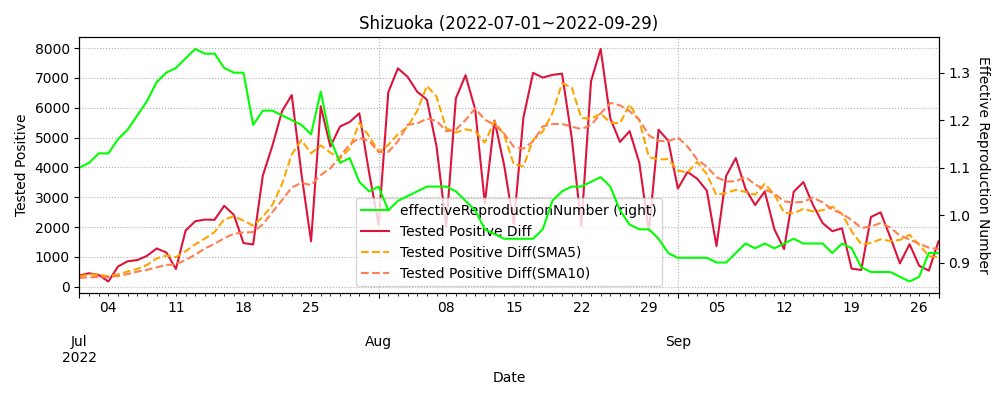 Shizuoka (2022-07-01~2022-09-29)
8000
7000
6000
5000
4000
3000
2000
1000
0
Tested Positive
1.3
1.2
1.1
1.0
0.9
Effective Reproduction Number
effectiveReproductionNumber (right)
Tested Positive Diff
Tested Positive Diff(SMA5)
Tested Positive Diff(SMA10)
04 11 18 25 08 15 22 29 05 12 19 26
Jul Aug Sep
2022
Date